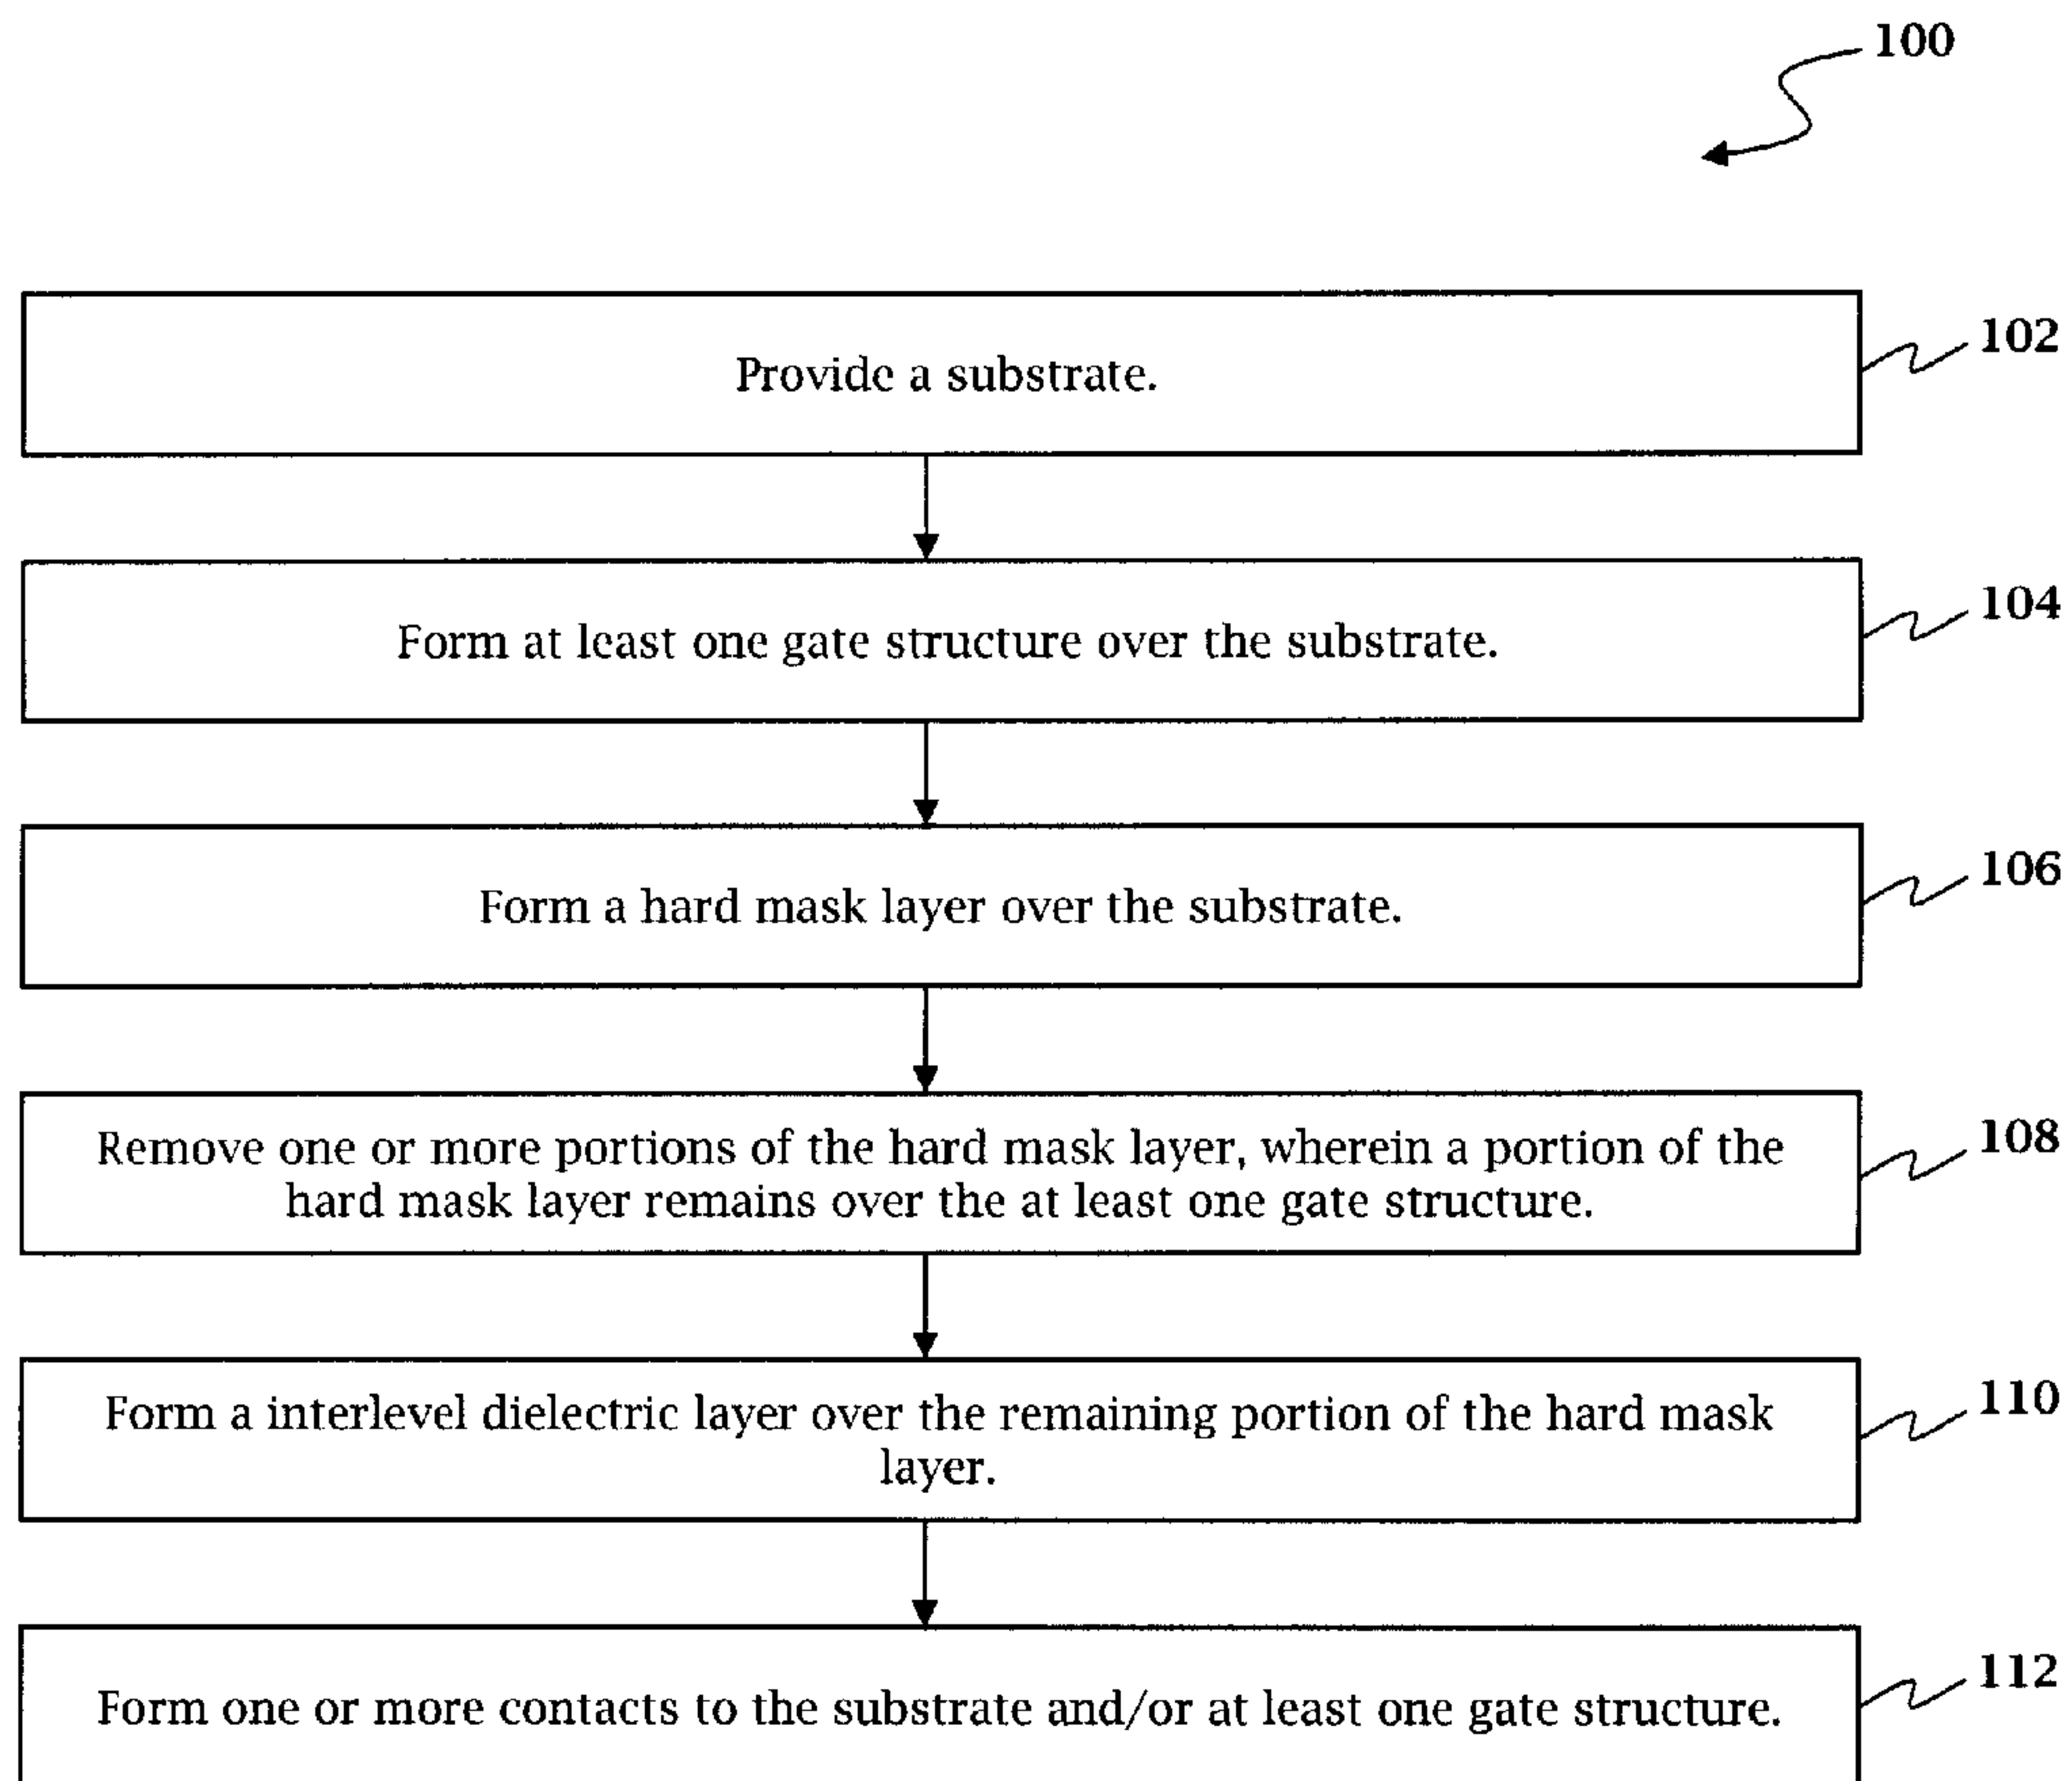 100
Provide a substrate.
102
Form at least one gate structure over the substrate.
104
Form a hard mask layer over the substrate.
106
Remove one or more portions of the hard mask layer, wherein a portion of the
hard mask layer remains over the at least one gate structure.
108
Form a interlevel dielectric layer over the remaining portion of the hard mask
layer.
110
Form one or more contacts to the substrate and/or at least one gate structure.
112